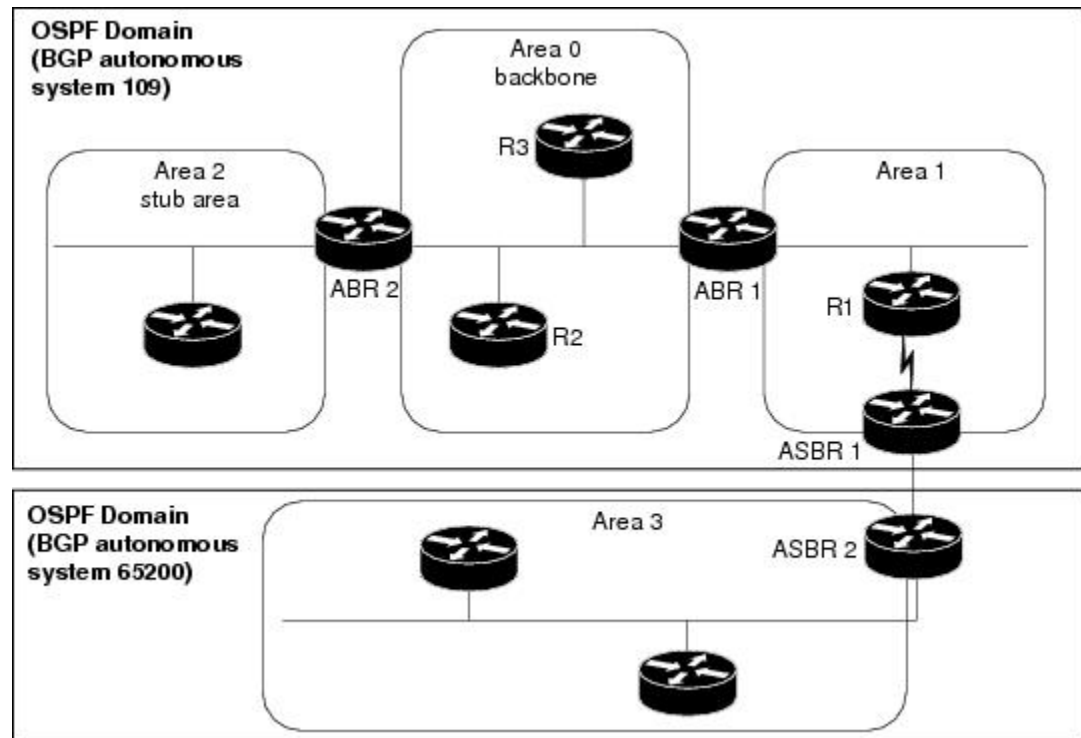 OSPF Domain
(BGP autonomous
system 109)
Area 0
backbone
R3
Area 2
stub area
Area 1
ABR 2
ABR 1
R1
R2
ASBR 1
OSPF Domain
(BGP autonomous
system 65200)
Area 3
ASBR 2